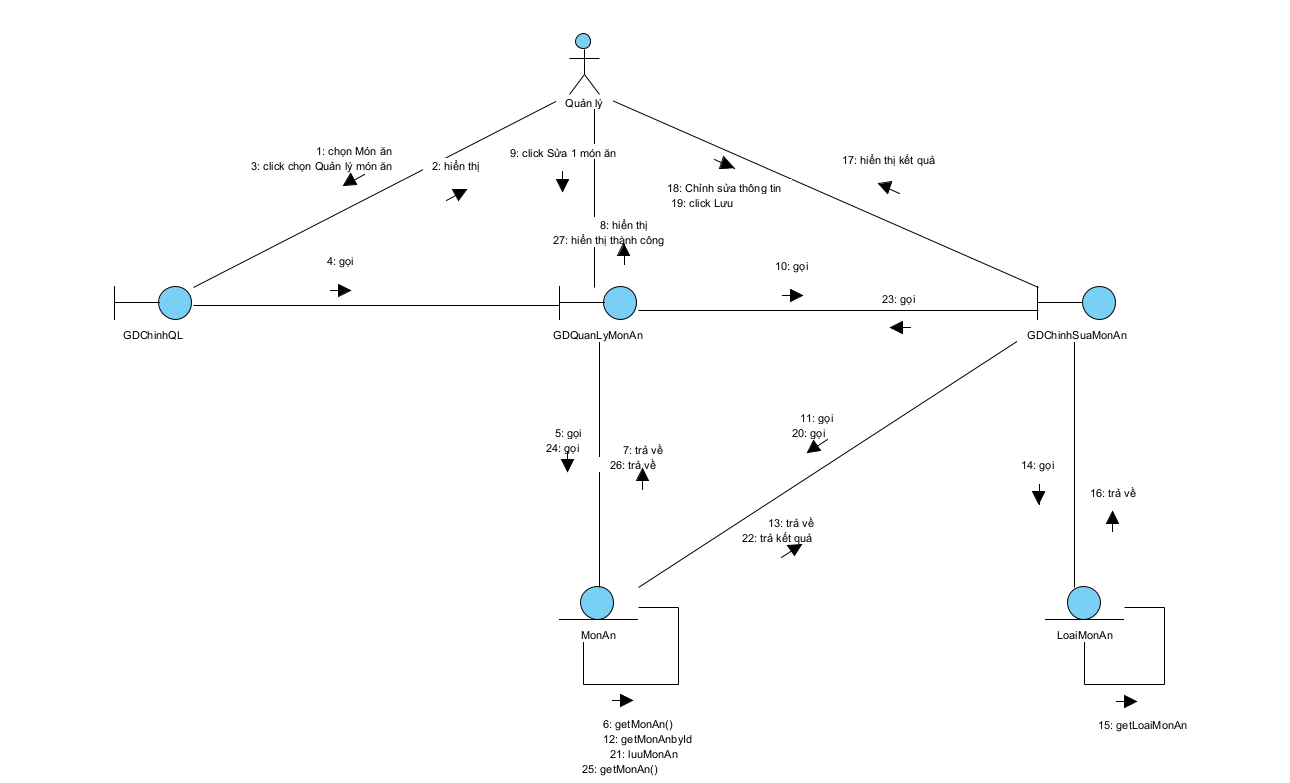 Quản lý
1: chọn Món ăn
3: click chọn Quản lý món ăn
2: hiển thị
9: click Sửa 1 món ăn
17: hiển thị kết quả
18: Chỉnh sửa thông tin
19: click Lưu
8: hiển thị
27: hiển thị thành công
4: gọi
10: gọi
23: gọi
GDChinhQL
GDQuanLyMonAn
GDChinhSuaMonAn
11: gọi
20: gọi
5: gọi
24: gọi
7: trả về
26: trả về
14: gọi
16: trả về
13: trả về
22: trả kết quả
MonAn
LoaiMonAn
6: getMonAn()
12: getMonAnbyId
21: luuMonAn
25: getMonAn()
15: getLoaiMonAn